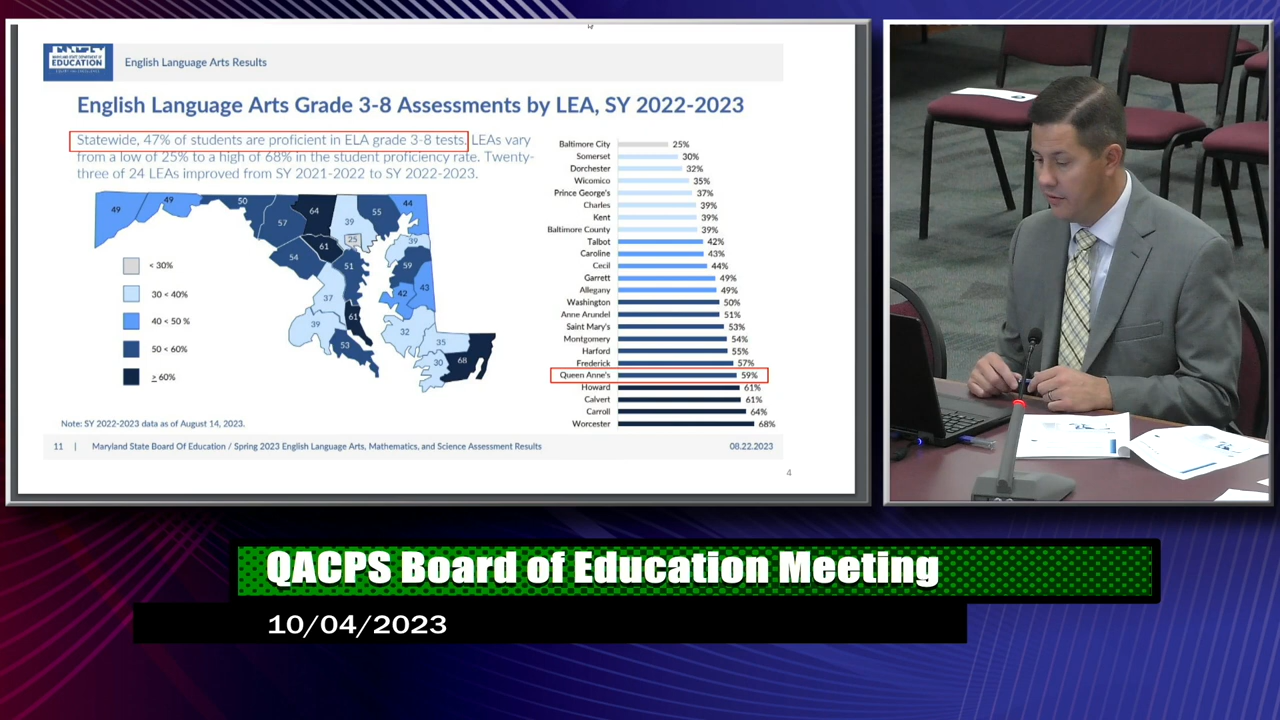 MARYLAND STATE DEPARTMENT OF
EDUCATION
English Language Arts Results
English Language Arts Grade 3-8 Assessments by LEA, SY 2022-2023
Statewide, 47% of students are proficient in ELA grade 3-8 tests. LEAs vary
from a low of 25% to a high of 68% in the student proficiency rate. Twenty-
three of 24 LEAs improved from SY 2021-2022 to SY 2022-2023.
49
49
50
57
64
39
25
55
44
61
54
51
39
59
43
42
37
61
39
53
32
35
30
68
< 30%
30 < 40%
40 < 50 %
50 < 60%
≥ 60%
Baltimore City 25%
Somerset 30%
Dorchester 32%
Wicomico 35%
Prince George's 37%
Charles 39%
Kent 39%
Baltimore County 39%
Talbot 42%
Caroline 43%
Cecil 44%
Garrett 49%
Allegany 49%
Washington 50%
Anne Arundel 51%
Saint Mary's 53%
Montgomery 54%
Harford 55%
Frederick 57%
Queen Anne's 59%
Howard 61%
Calvert 61%
Carroll 64%
Worcester 68%
Note: SY 2022-2023 data as of August 14, 2023.
11 | Maryland State Board Of Education / Spring 2023 English Language Arts, Mathematics, and Science Assessment Results 08.22.2023
4
QACPS Board of Education Meeting
10/04/2023